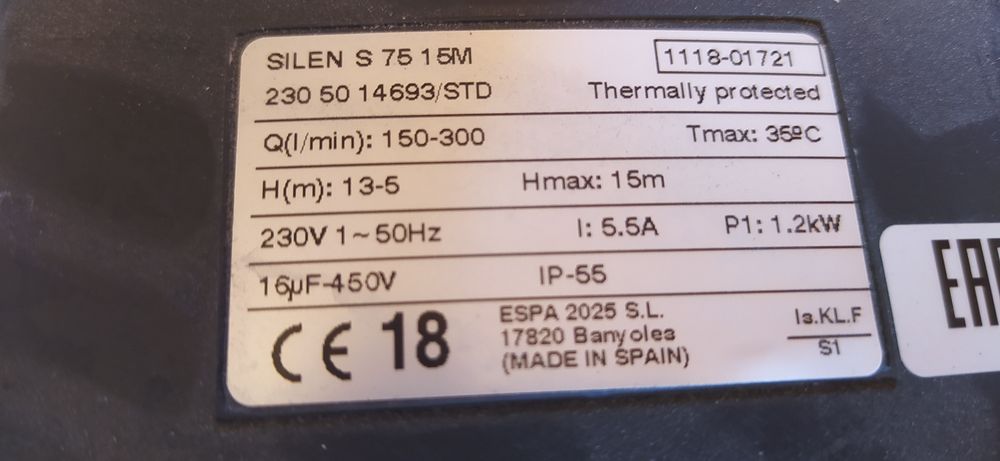 SILEN S 75 15M 1118-01721
230 50 14693/STD Thermally protected
Q(l/min): 150-300 Tmax: 35ºC
H(m): 13-5 Hmax: 15m
230V 1~50Hz I: 5.5A P1: 1.2kW
16µF-450V IP-55
CE 18
ESPA 2025 S.L.
17820 Banyoles
(MADE IN SPAIN)
Is.KL.F
S1
EAC